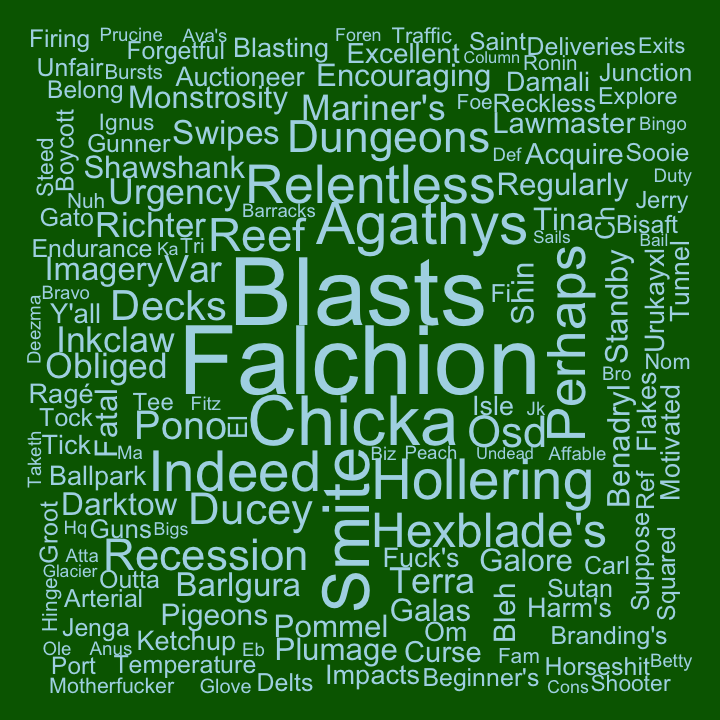 Firing Prucine Ava's Foren Traffic Saint Deliveries Exits
Forgetful Blasting Excellent Column Ronin
Unfair Bursts Auctioneer Encouraging Damali Junction
Belong Monstrosity Mariner's Foe Reckless Explore
Steed Boycott Ignus Swipes Dungeons Lawmaster Bingo
Gunner Def Acquire Sooie
Shawshank Relentless Regularly Duty
Nuh Urgency Barracks Agathys Tina Ch Jerry
Gato Richter Reef Sails Bisaft
Endurance Ka Tri Bail
Imagery Var Blasts Fi Shin Perhaps Standby Urukayxl Tunnel
Deezma Bravo Y'all Decks
Inkclaw Falchion Z Nom
Obliged Bro
Ragé Fatal Tee Fitz Chicka Isle Jk Benadryl Flakes Motivated
Tock Pono El Osd
Taketh Tick Ma Biz Peach Undead Affable
Ballpark Indeed Smite Hollering Ref
Darktow Ducey
Groot Hq Guns Bigs Hexblade's Suppose Squared
Atta Recession Fuck's Galore Carl
Glacier Outta Barlgura Terra Sutan
Hinge Arterial Galas Bleh Harm's
Jenga Pigeons Pommel Om Branding's
Ole Anus Ketchup Eb Plumage Curse Fam Betty
Port Temperature Impacts Beginner's Horseshit
Motherfucker Glove Delts Cons Shooter